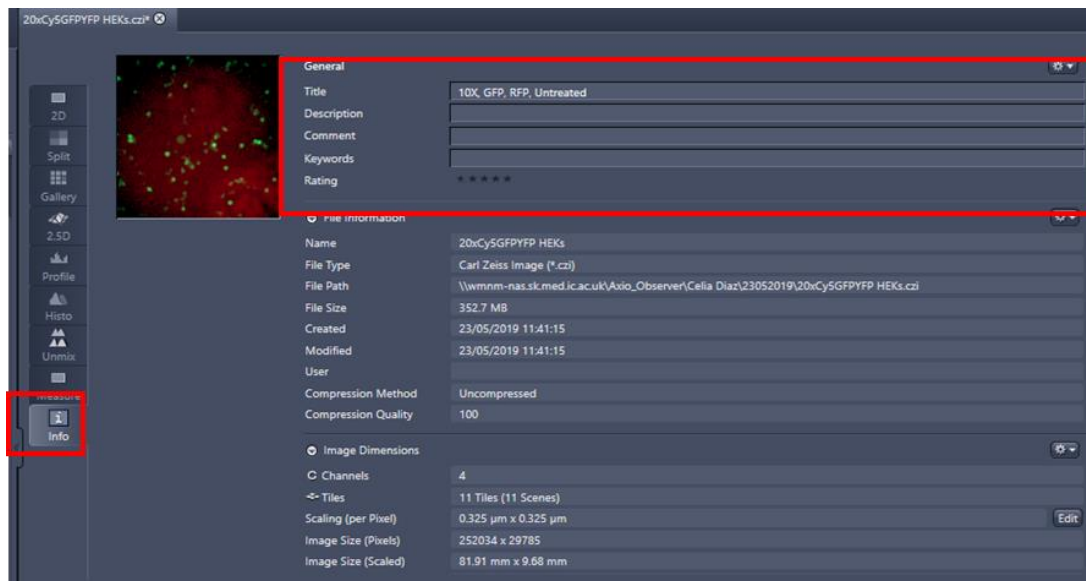 20xCy5GFPYFP HEKs.czi*
2D
Split
Gallery
2.5D
Profile
Histo
Unmix
Measure
Info
General
Title 10X, GFP, RFP, Untreated
Description
Comment
Keywords
Rating
File Information
Name 20xCy5GFPYFP HEKs
File Type Carl Zeiss Image (*.czi)
File Path \\wmnm-nas.sk.med.ic.ac.uk\Axio_Observer\Celia Diaz\23052019\20xCy5GFPYFP HEKs.czi
File Size 352.7 MB
Created 23/05/2019 11:41:15
Modified 23/05/2019 11:41:15
User
Compression Method Uncompressed
Compression Quality 100
Image Dimensions
Channels 4
Tiles 11 Tiles (11 Scenes)
Scaling (per Pixel) 0.325 µm x 0.325 µm Edit
Image Size (Pixels) 252034 x 29785
Image Size (Scaled) 81.91 mm x 9.68 mm